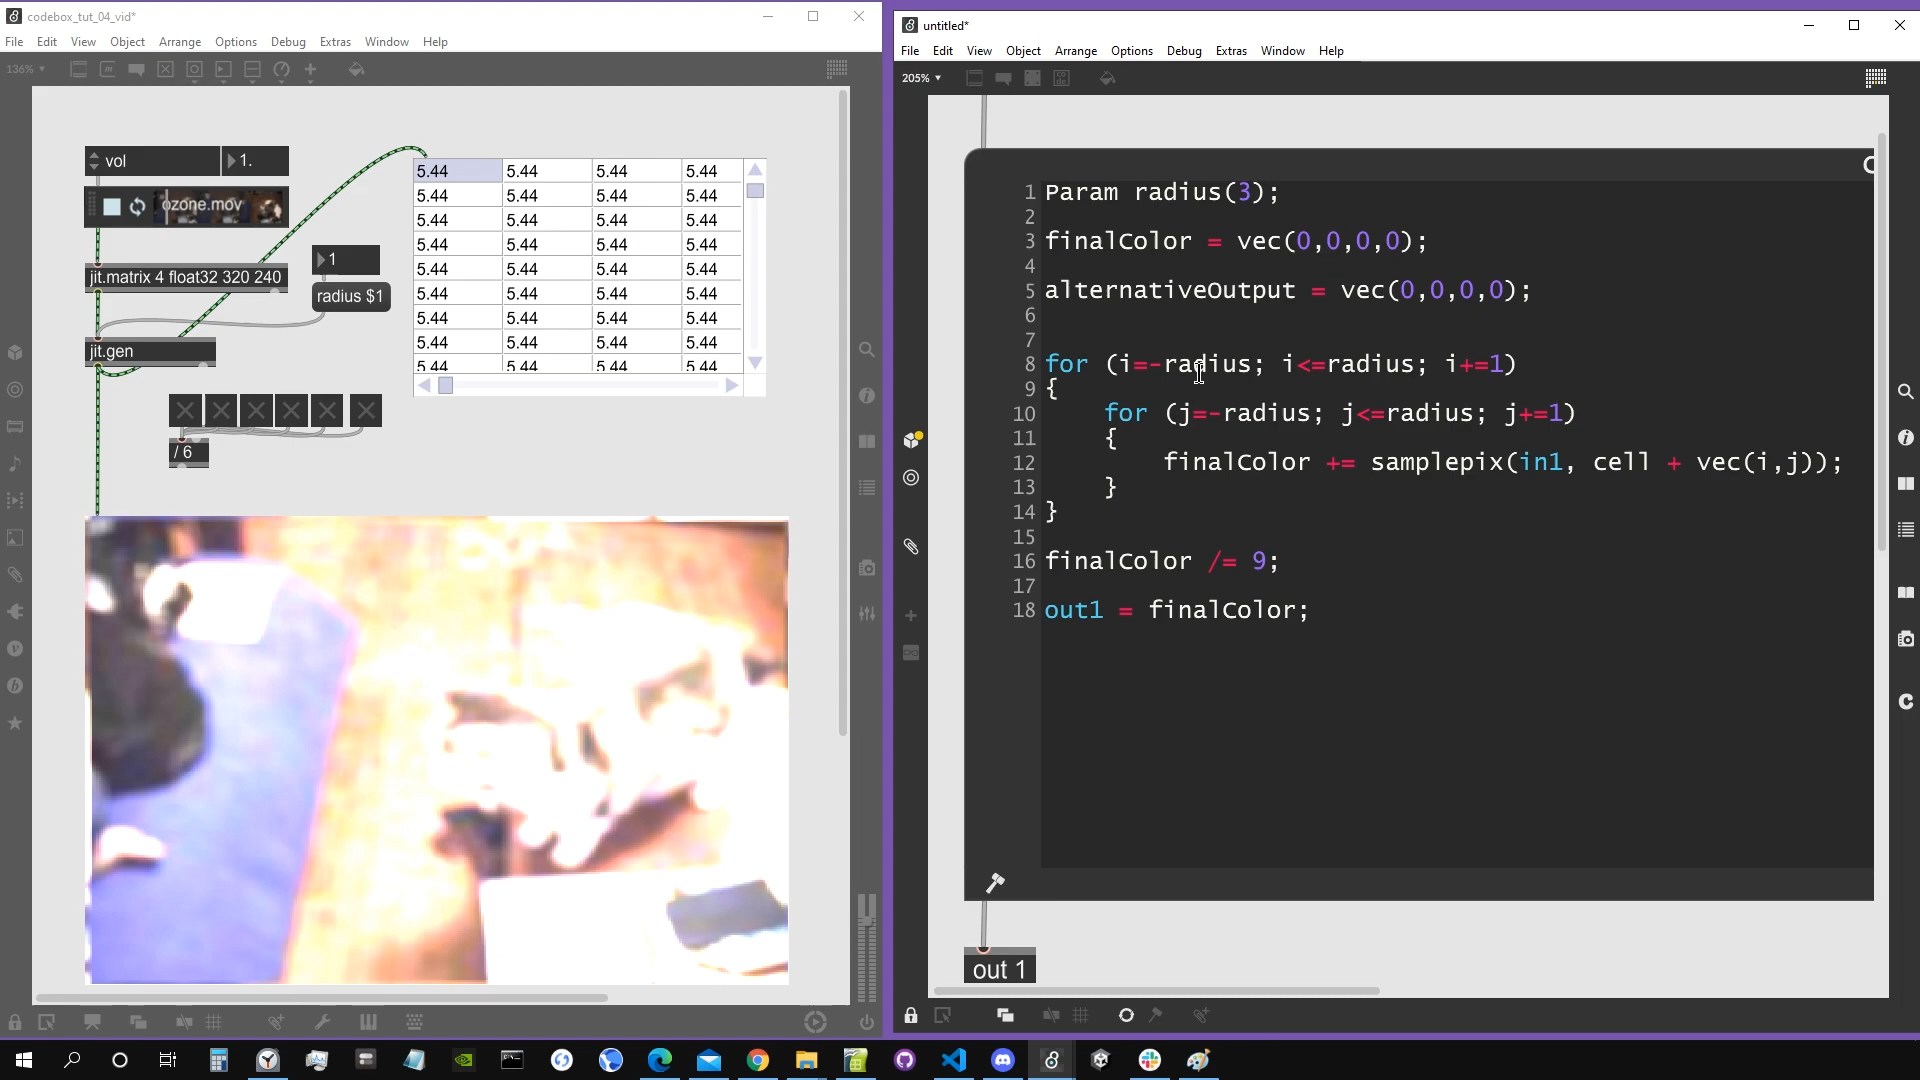 codebox_tut_04_vid*
File Edit View Object Arrange Options Debug Extras Window Help
136%
vol
1.
ozone.mov
jit.matrix 4 float32 320 240
1
radius $1
jit.gen
/ 6
5.44 5.44 5.44 5.44
5.44 5.44 5.44 5.44
5.44 5.44 5.44 5.44
5.44 5.44 5.44 5.44
5.44 5.44 5.44 5.44
5.44 5.44 5.44 5.44
5.44 5.44 5.44 5.44
5.44 5.44 5.44 5.44
5.44 5.44 5.44 5.44
untitled*
File Edit View Object Arrange Options Debug Extras Window Help
205%
1 Param radius(3);
2
3 finalColor = vec(0,0,0,0);
4
5 alternativeOutput = vec(0,0,0,0);
6
7
8 for (i=-radius; i<=radius; i+=1)
9 {
10 for (j=-radius; j<=radius; j+=1)
11 {
12 finalColor += samplepix(in1, cell + vec(i,j));
13 }
14 }
15
16 finalColor /= 9;
17
18 out1 = finalColor;
out 1